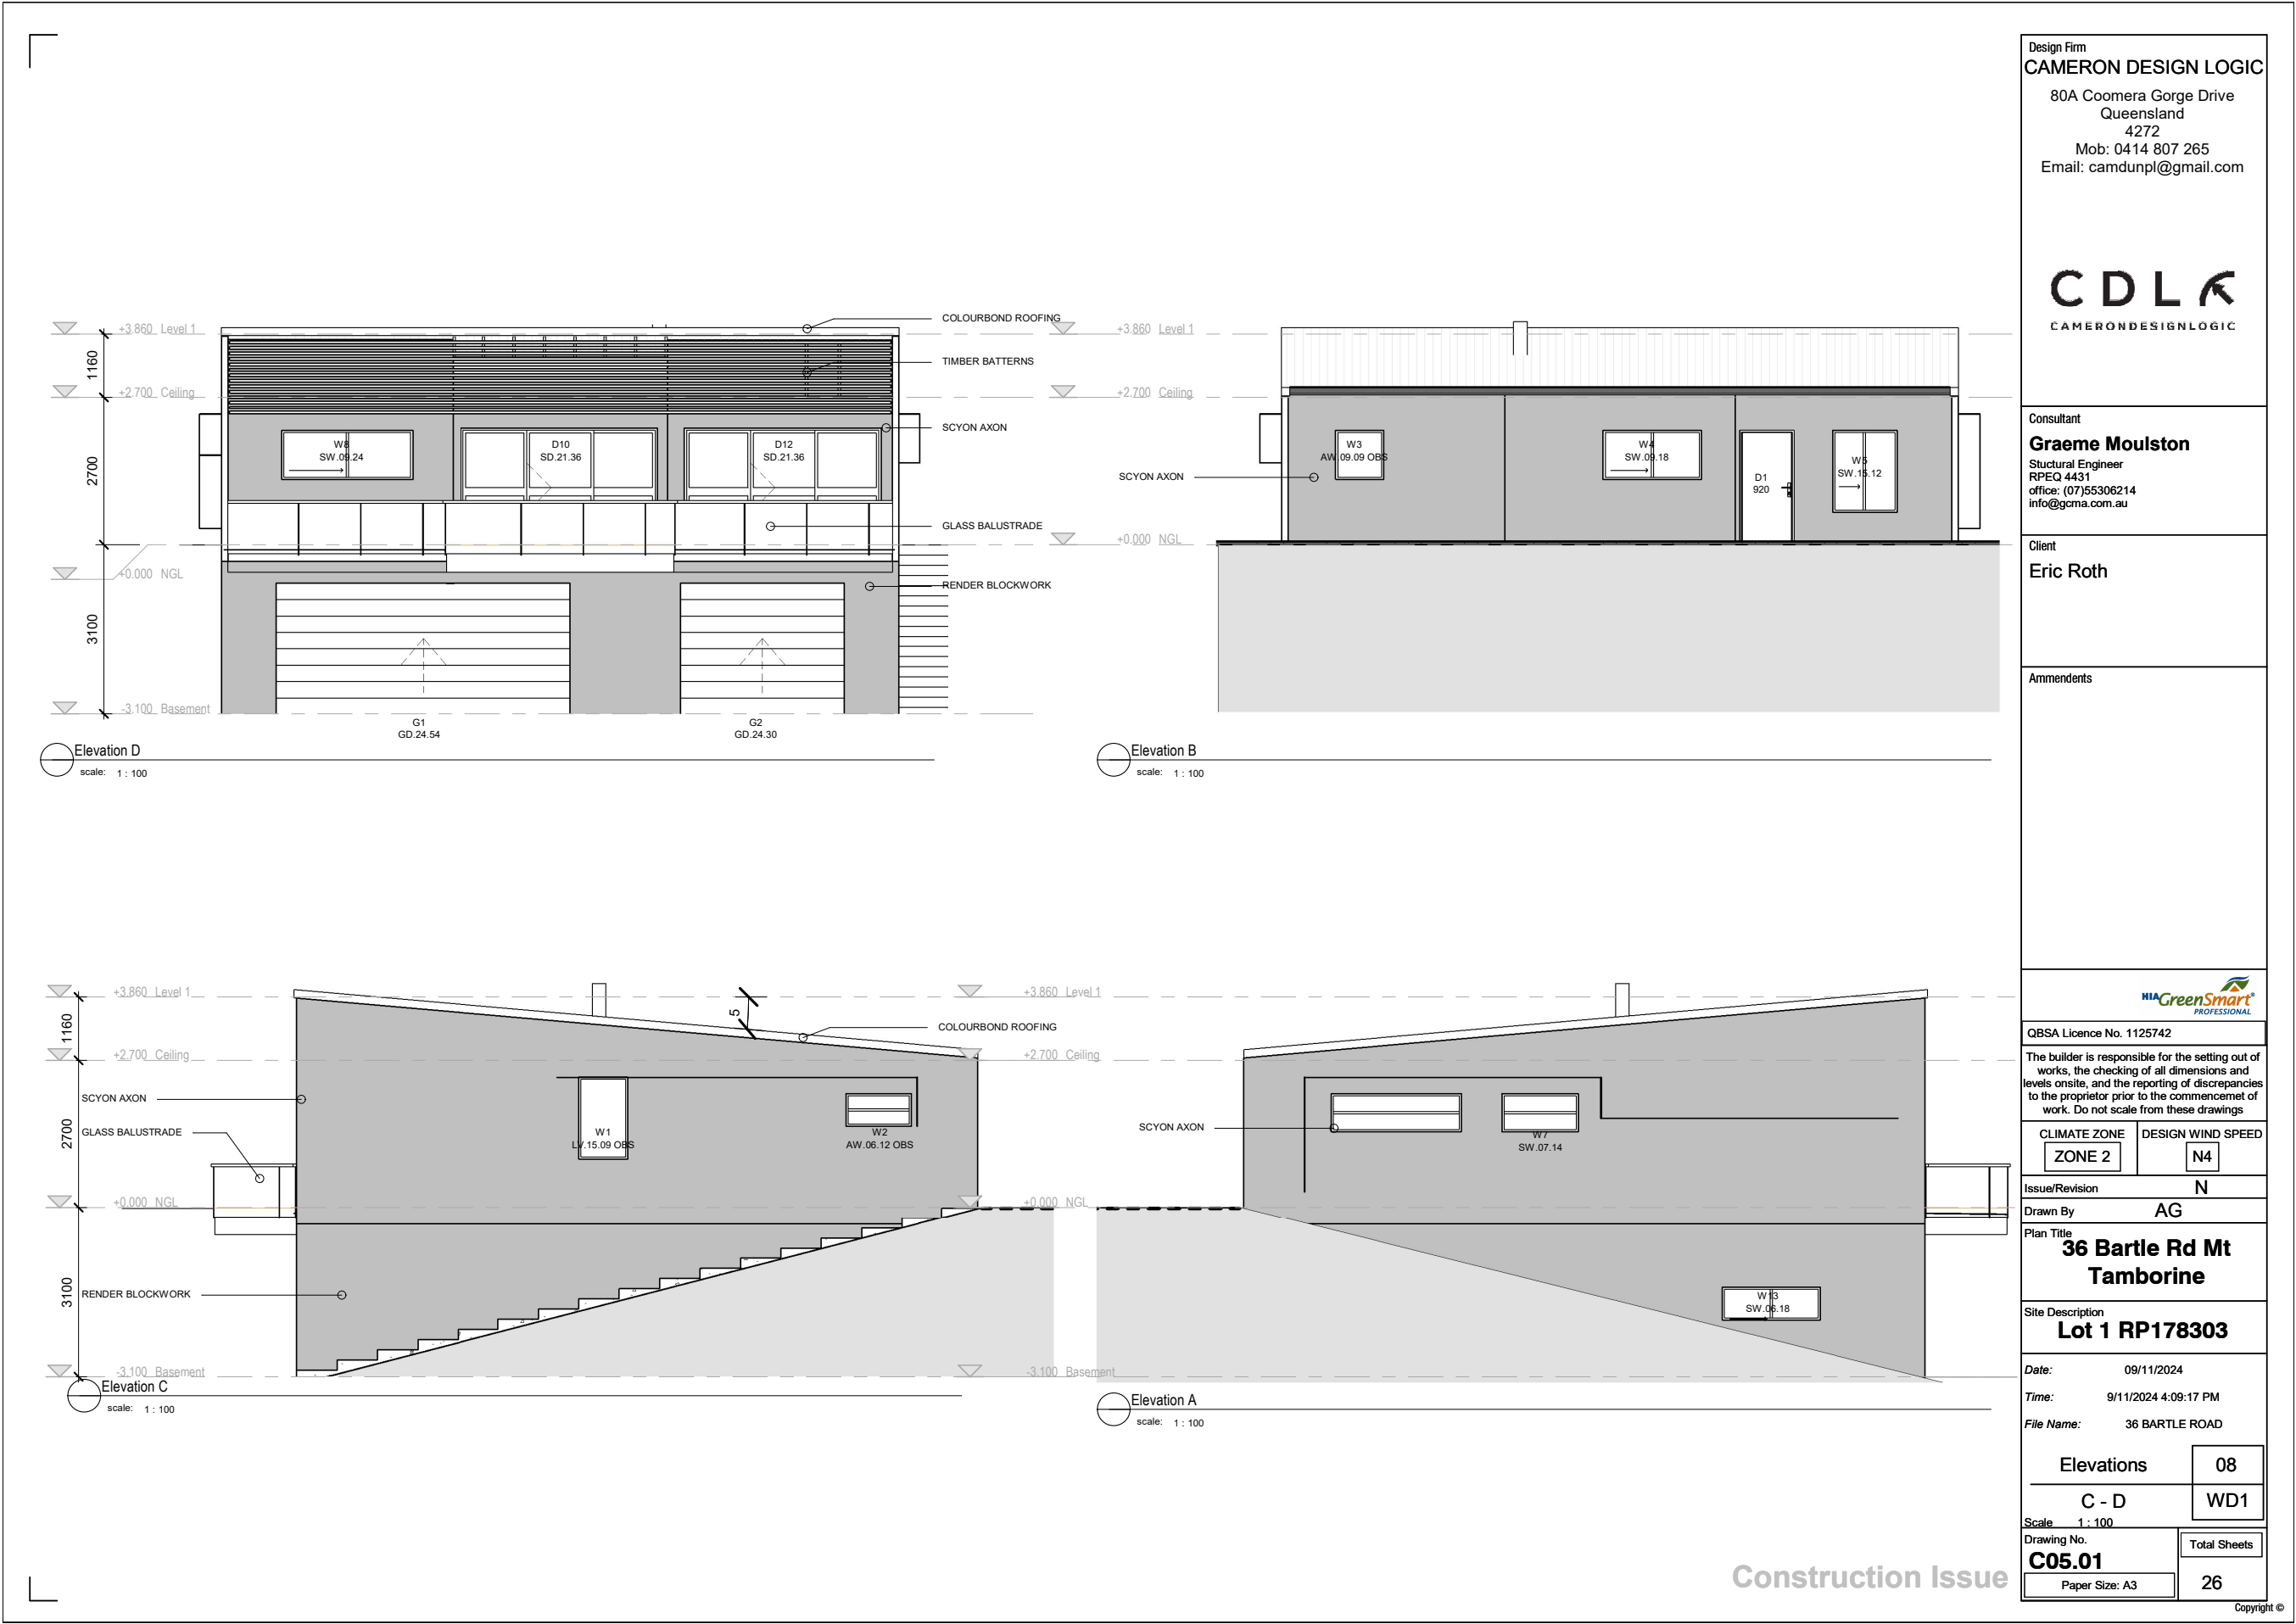 COLOURBOND ROOFING
+3.860 Level 1
+3.860 Level 1
1160
TIMBER BATTERNS
+2.700 Ceiling
+2.700 Ceiling
SCYON AXON
W8
SW.09.24
D10
SD.21.36
D12
SD.21.36
2700
GLASS BALUSTRADE
+0.000 NGL
RENDER BLOCKWORK
3100
-3.100 Basement
G1
GD.24.54
G2
GD.24.30
Elevation D
scale: 1 : 100
W3
AW.09.09 OBS
W4
SW.09.18
W5
SW.15.12
D1
920
SCYON AXON
+0.000 NGL
Elevation B
scale: 1 : 100
+3.860 Level 1
1160
5
COLOURBOND ROOFING
+2.700 Ceiling
SCYON AXON
GLASS BALUSTRADE
2700
W1
LV.15.09 OBS
W2
AW.06.12 OBS
+0.000 NGL
3100
RENDER BLOCKWORK
-3.100 Basement
Elevation C
scale: 1 : 100
+3.860 Level 1
+2.700 Ceiling
SCYON AXON
W7
SW.07.14
+0.000 NGL
W13
SW.06.18
-3.100 Basement
Elevation A
scale: 1 : 100
Construction Issue
Design Firm
CAMERON DESIGN LOGIC
80A Coomera Gorge Drive
Queensland
4272
Mob: 0414 807 265
Email: camdunpl@gmail.com
CDL
CAMERONDESIGNLOGIC
Consultant
Graeme Moulston
Stuctural Engineer
RPEQ 4431
office: (07)55306214
info@gcma.com.au
Client
Eric Roth
Ammendents
HIA GreenSmart
PROFESSIONAL
QBSA Licence No. 1125742
The builder is responsible for the setting out of
works, the checking of all dimensions and
levels onsite, and the reporting of discrepancies
to the proprietor prior to the commencemet of
work. Do not scale from these drawings
CLIMATE ZONE
ZONE 2
DESIGN WIND SPEED
N4
Issue/Revision N
Drawn By AG
Plan Title
36 Bartle Rd Mt
Tamborine
Site Description
Lot 1 RP178303
Date: 09/11/2024
Time: 9/11/2024 4:09:17 PM
File Name: 36 BARTLE ROAD
Elevations 08
C - D WD1
Scale 1 : 100
Drawing No.
C05.01
Paper Size: A3
Total Sheets
26
Copyright ©